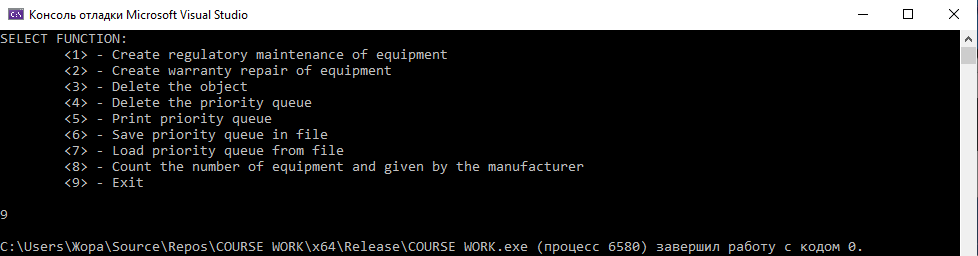 Консоль отладки Microsoft Visual Studio
SELECT FUNCTION:
<1> - Create regulatory maintenance of equipment
<2> - Create warranty repair of equipment
<3> - Delete the object
<4> - Delete the priority queue
<5> - Print priority queue
<6> - Save priority queue in file
<7> - Load priority queue from file
<8> - Count the number of equipment and given by the manufacturer
<9> - Exit
9
C:\Users\Жора\Source\Repos\COURSE WORK\x64\Release\COURSE WORK.exe (процесс 6580) завершил работу с кодом 0.